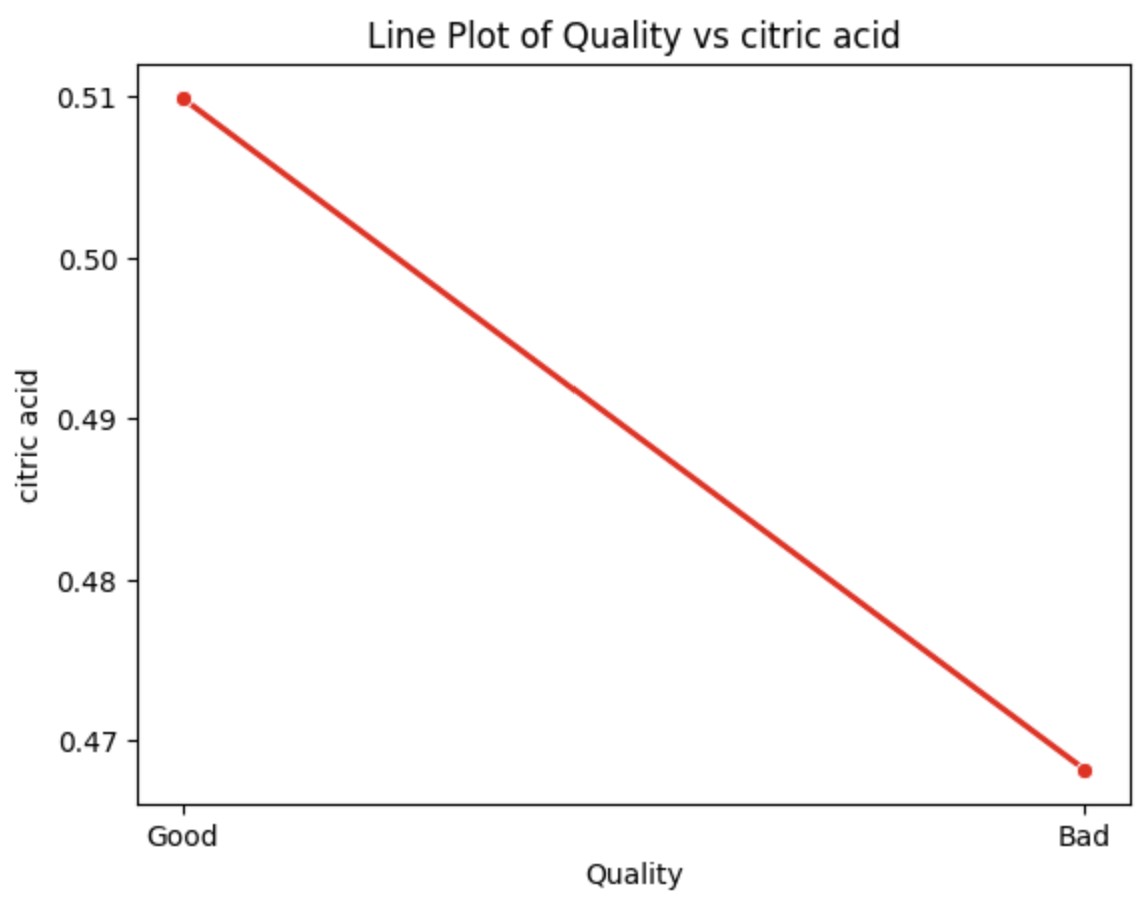 Line Plot of Quality vs citric acid
0.51
0.50
0.49
0.48
0.47
citric acid
Good
Bad
Quality